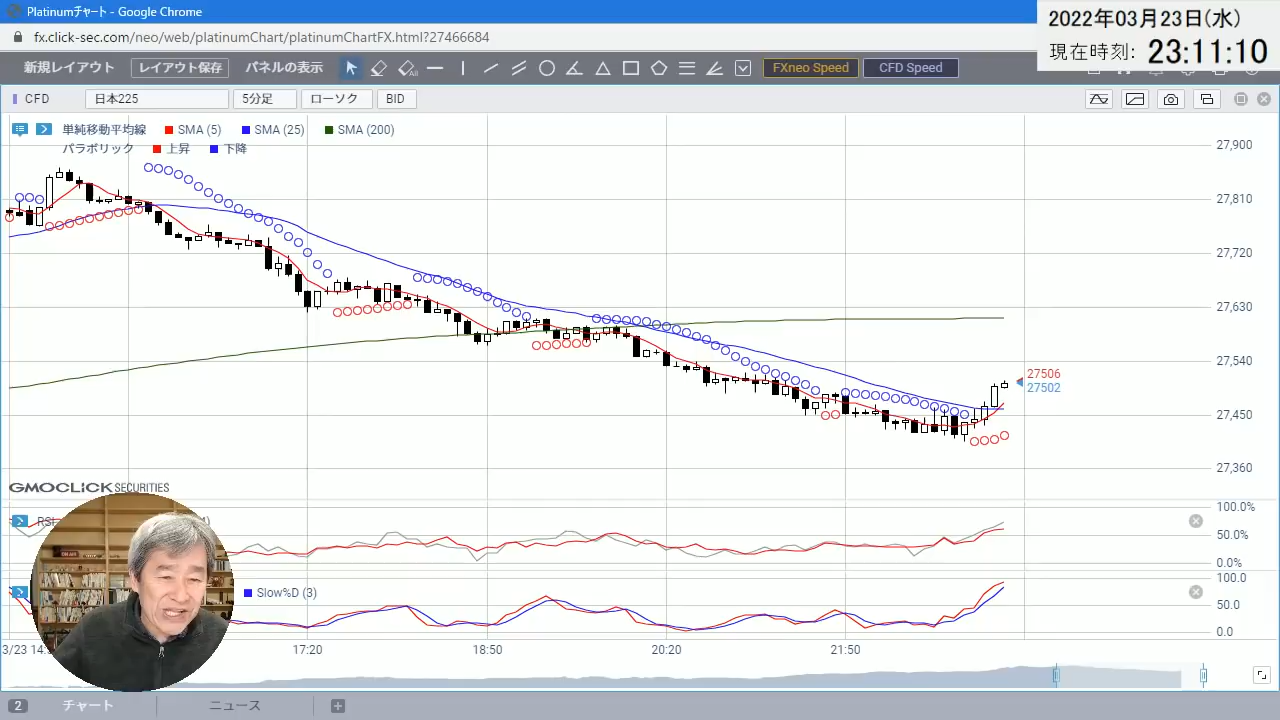 Platinumチャート - Google Chrome
2022年03月23日(水)
現在時刻: 23:11:10
fx.click-sec.com/neo/web/platinumChart/platinumChartFX.html?27466684
新規レイアウト レイアウト保存 パネルの表示 FXneo Speed CFD Speed
CFD 日本225 5分足 ローソク BID
単純移動平均線 SMA (5) SMA (25) SMA (200)
パラボリック 上昇 下降
27,900
27,810
27,720
27,630
27,540
27506
27502
27,450
27,360
GMOCLICK SECURITIES
100.0%
RSI
50.0%
0.0%
100.0
Slow%D (3)
50.0
0.0
3/23 14: 17:20 18:50 20:20 21:50
2 チャート ニュース